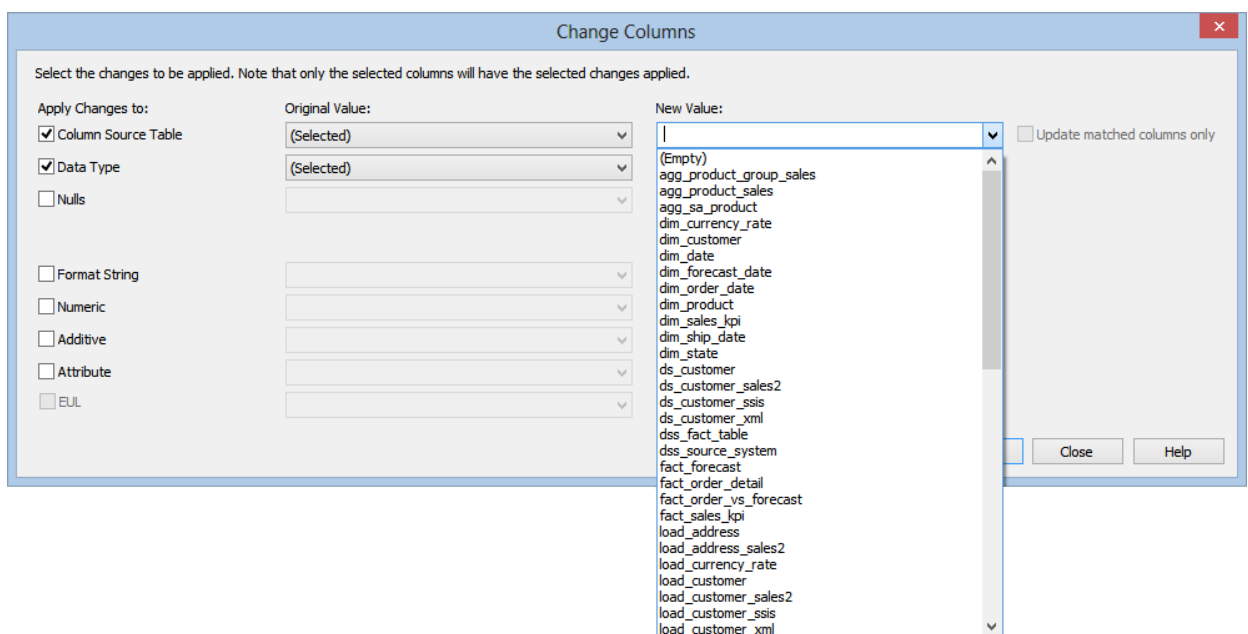 Change Columns
Select the changes to be applied. Note that only the selected columns will have the selected changes applied.
Apply Changes to: Original Value: New Value:
Column Source Table (Selected) Update matched columns only
Data Type (Selected)
Nulls
Format String
Numeric
Additive
Attribute
EUL
(Empty)
agg_product_group_sales
agg_product_sales
agg_sa_product
dim_currency_rate
dim_customer
dim_date
dim_forecast_date
dim_order_date
dim_product
dim_sales_kpi
dim_ship_date
dim_state
ds_customer
ds_customer_sales2
ds_customer_ssis
ds_customer_xml
dss_fact_table
dss_source_system
fact_forecast
fact_order_detail
fact_order_vs_forecast
fact_sales_kpi
load_address
load_address_sales2
load_currency_rate
load_customer
load_customer_sales2
load_customer_ssis
load_customer_xml
Close Help